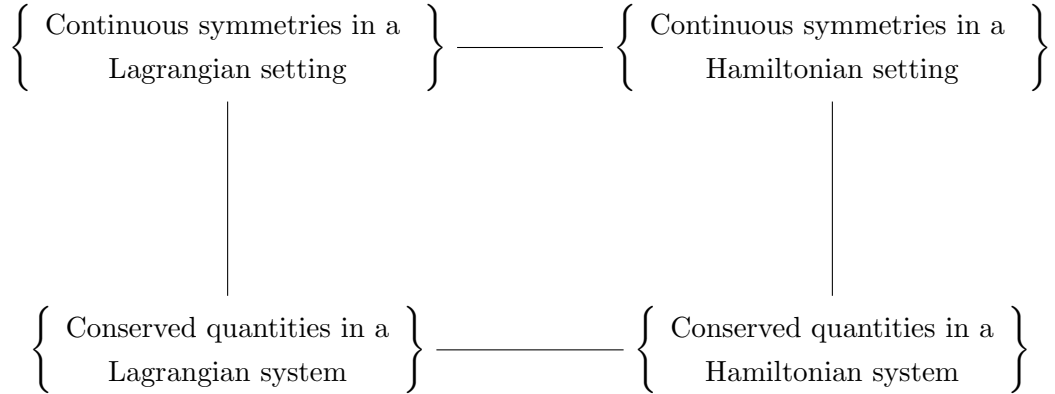 Continuous symmetries in a
Lagrangian setting
Continuous symmetries in a
Hamiltonian setting
Conserved quantities in a
Lagrangian system
Conserved quantities in a
Hamiltonian system